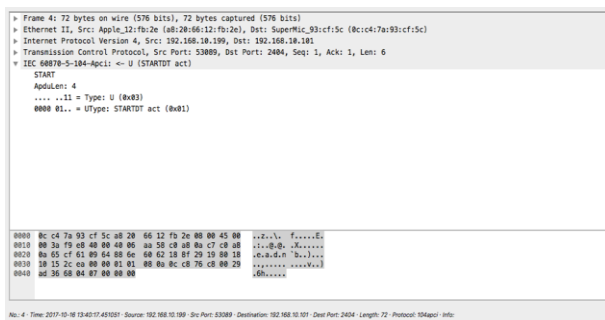 Frame 4: 72 bytes on wire (576 bits), 72 bytes captured (576 bits)
Ethernet II, Src: Apple_12:fb:2e (a8:20:66:12:fb:2e), Dst: SuperMic_93:cf:5c (0c:c4:7a:93:cf:5c)
Internet Protocol Version 4, Src: 192.168.10.199, Dst: 192.168.10.101
Transmission Control Protocol, Src Port: 53089, Dst Port: 2404, Seq: 1, Ack: 1, Len: 6
IEC 60870-5-104-Apci: <- U (STARTDT act)
START
ApduLen: 4
.... ..11 = Type: U (0x03)
0000 01.. = UType: STARTDT act (0x01)
0000 0c c4 7a 93 cf 5c a8 20 66 12 fb 2e 08 00 45 00 ..z..\. f.....E.
0010 00 3a f9 e8 40 00 40 06 aa 58 c0 a8 0a c7 c0 a8 .:..@.@. .X......
0020 0a 65 cf 61 09 64 88 6e 60 62 18 8f 29 19 80 18 .e.a.d.n `b..)...
0030 10 15 2c ea 00 00 01 01 08 0a 0c c8 76 c8 00 29 ..,..... ....v..)
0040 ad 36 68 04 07 00 00 00 .6h.....
No.: 4 · Time: 2017-10-16 13:40:17.451051 · Source: 192.168.10.199 · Src Port: 53089 · Destination: 192.168.10.101 · Dest Port: 2404 · Length: 72 · Protocol: 104apci · Info: